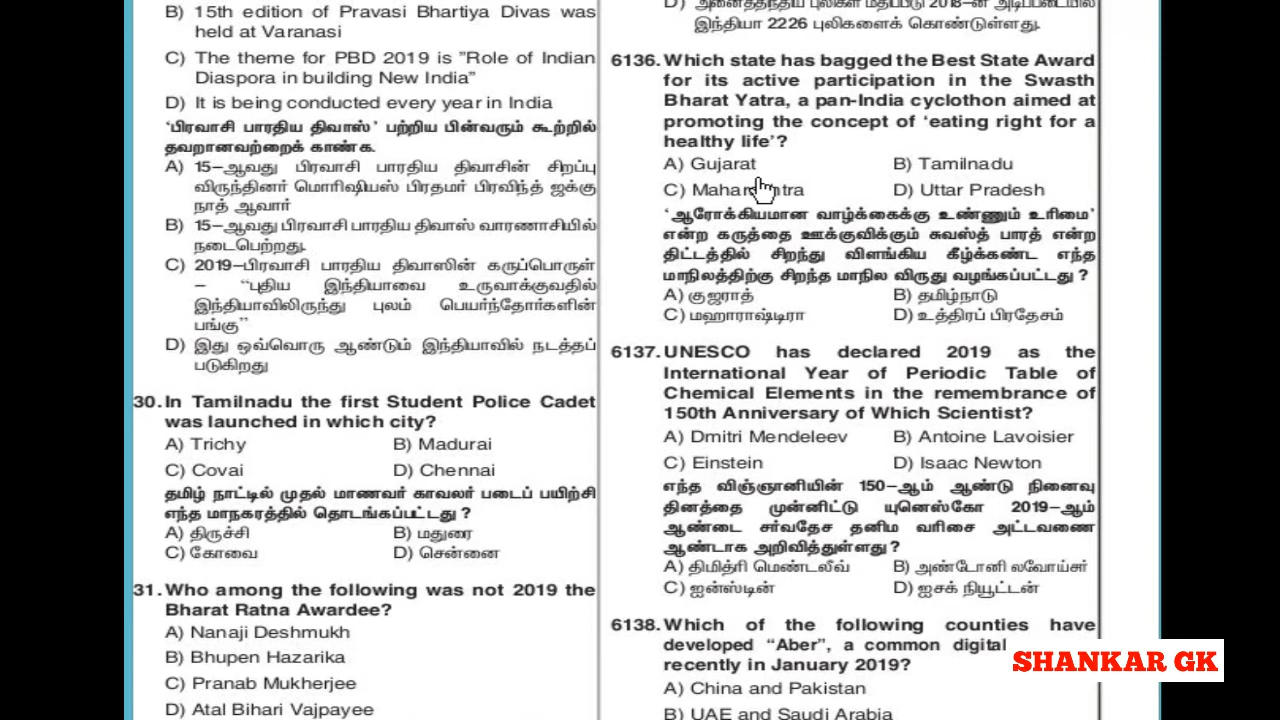 B) 15th edition of Pravasi Bhartiya Divas was
held at Varanasi
C) The theme for PBD 2019 is "Role of Indian
Diaspora in building New India"
D) It is being conducted every year in India
'பிரவாசி பாரதிய திவாஸ்' பற்றிய பின்வரும் கூற்றில்
தவறானவற்றைக் காண்க.
A) 15–ஆவது பிரவாசி பாரதிய திவாசின் சிறப்பு
விருந்தினர் மொரிஷியஸ் பிரதமர் பிரவிந்த் ஜக்கு
நாத் ஆவார்
B) 15–ஆவது பிரவாசி பாரதிய திவாஸ் வாரணாசியில்
நடைபெற்றது.
C) 2019–பிரவாசி பாரதிய திவாஸின் கருப்பொருள்
– "புதிய இந்தியாவை உருவாக்குவதில்
இந்தியாவிலிருந்து புலம் பெயர்ந்தோர்களின்
பங்கு"
D) இது ஒவ்வொரு ஆண்டும் இந்தியாவில் நடத்தப்
படுகிறது
30. In Tamilnadu the first Student Police Cadet
was launched in which city?
A) Trichy B) Madurai
C) Covai D) Chennai
தமிழ் நாட்டில் முதல் மாணவர் காவலர் படைப் பயிற்சி
எந்த மாநகரத்தில் தொடங்கப்பட்டது ?
A) திருச்சி B) மதுரை
C) கோவை D) சென்னை
31. Who among the following was not 2019 the
Bharat Ratna Awardee?
A) Nanaji Deshmukh
B) Bhupen Hazarika
C) Pranab Mukherjee
D) Atal Bihari Vajpayee
D) அனைத்திந்திய புலிகள் மதிப்பீடு 2018–ன் அடிப்படையில்
இந்தியா 2226 புலிகளைக் கொண்டுள்ளது.
6136. Which state has bagged the Best State Award
for its active participation in the Swasth
Bharat Yatra, a pan-India cyclothon aimed at
promoting the concept of 'eating right for a
healthy life'?
A) Gujarat B) Tamilnadu
C) D) Uttar Pradesh
'ஆரோக்கியமான வாழ்க்கைக்கு உண்ணும் உரிமை'
என்ற கருத்தை ஊக்குவிக்கும் சுவஸ்த் பாரத் என்ற
திட்டத்தில் சிறந்து விளங்கிய கீழ்க்கண்ட எந்த
மாநிலத்திற்கு சிறந்த மாநில விருது வழங்கப்பட்டது ?
A) குஜராத் B) தமிழ்நாடு
C) மஹாராஷ்டிரா D) உத்திரப் பிரதேசம்
6137. UNESCO has declared 2019 as the
International Year of Periodic Table of
Chemical Elements in the remembrance of
150th Anniversary of Which Scientist?
A) Dmitri Mendeleev B) Antoine Lavoisier
C) Einstein D) Isaac Newton
எந்த விஞ்ஞானியின் 150–ஆம் ஆண்டு நினைவு
தினத்தை முன்னிட்டு யுனெஸ்கோ 2019–ஆம்
ஆண்டை சர்வதேச தனிம வரிசை அட்டவணை
ஆண்டாக அறிவித்துள்ளது ?
A) திமித்ரி மெண்டலீவ் B) அண்டோனி லவோய்சர்
C) ஐன்ஸ்டின் D) ஐசக் நியூட்டன்
6138. Which of the following counties have
developed "Aber", a common digital
recently in January 2019?
A) China and Pakistan
B) UAE and Saudi Arabia
SHANKAR GK